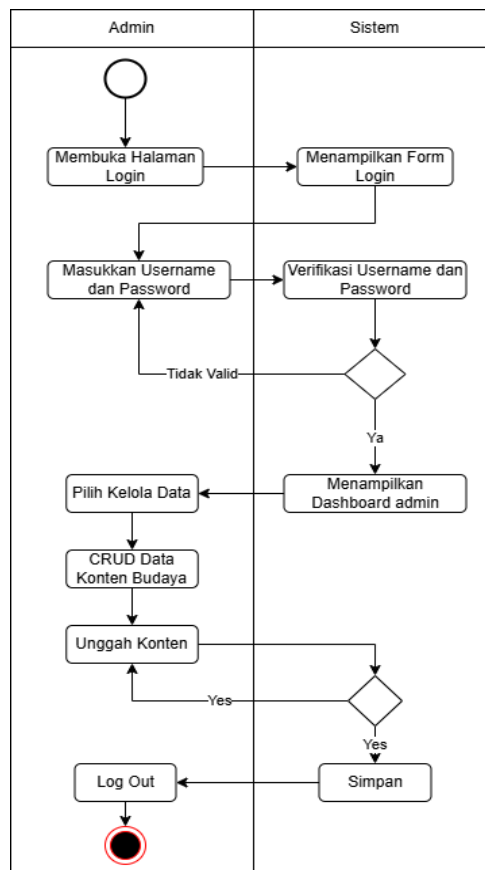 Admin
Sistem
Membuka Halaman
Login
Menampilkan Form
Login
Masukkan Username
dan Password
Verifikasi Username dan
Password
Tidak Valid
Ya
Pilih Kelola Data
Menampilkan
Dashboard admin
CRUD Data
Konten Budaya
Unggah Konten
Yes
Yes
Log Out
Simpan